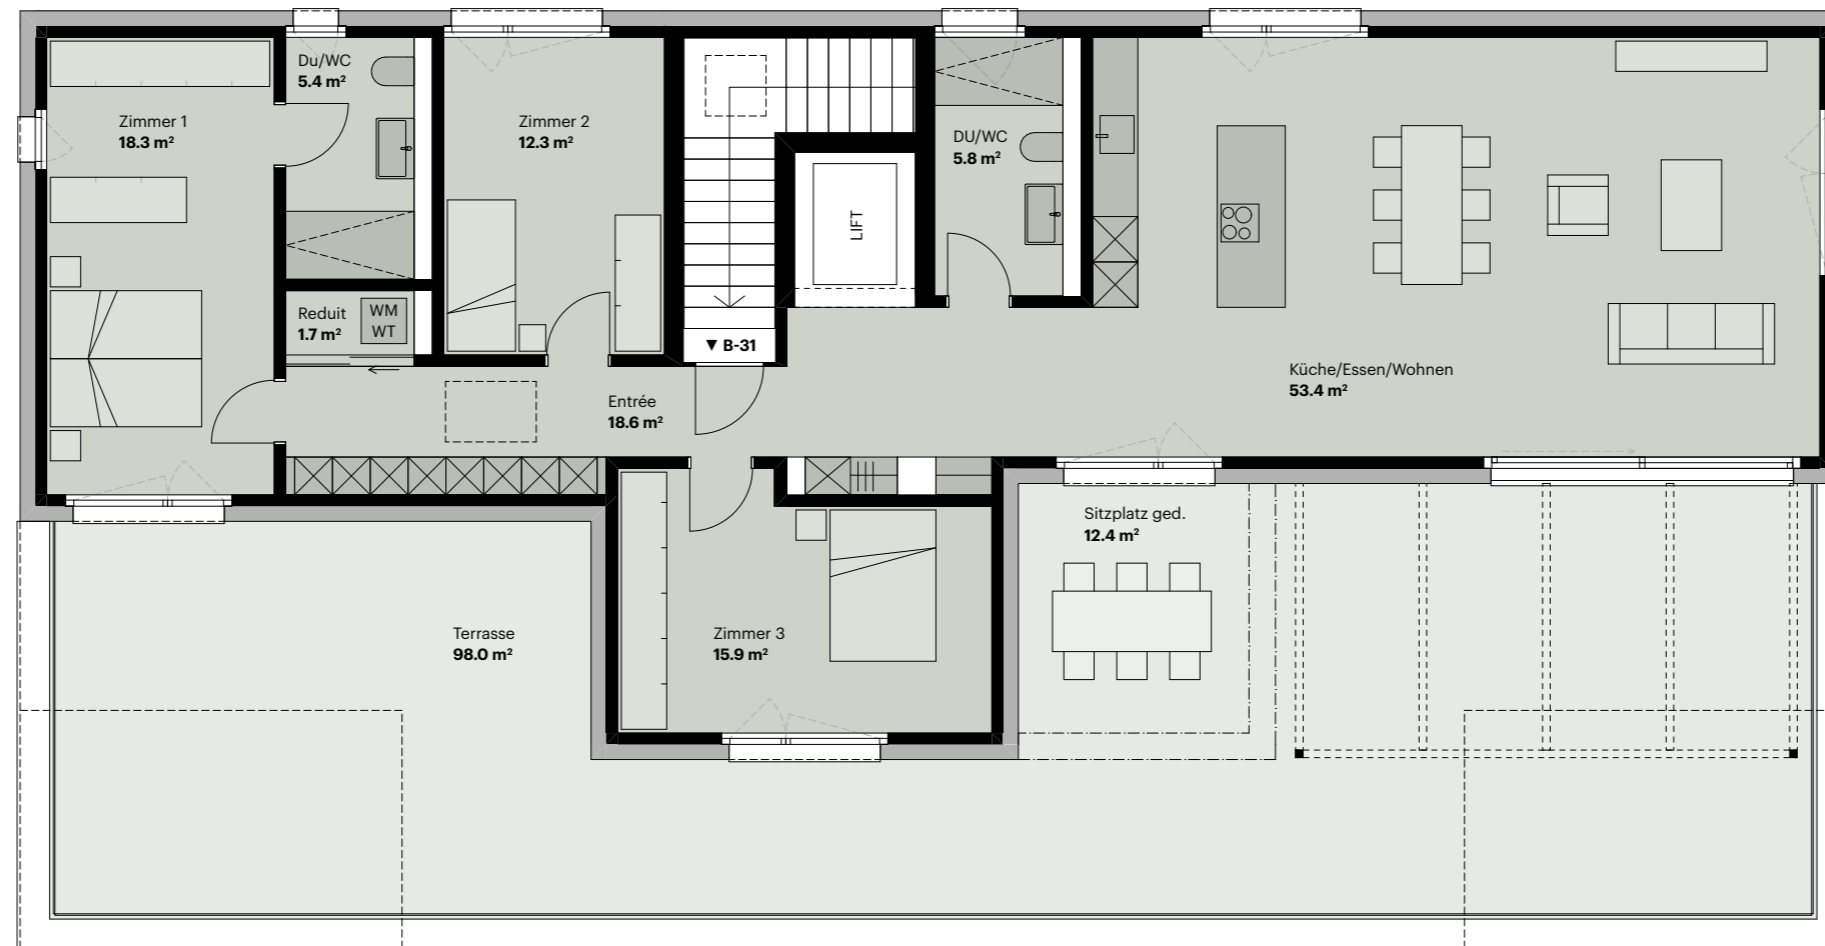 Du/WC
5.4 m²
Zimmer 1
18.3 m²
Zimmer 2
12.3 m²
DU/WC
5.8 m²
LIFT
Reduit
1.7 m²
WM
WT
▼ B-31
Küche/Essen/Wohnen
53.4 m²
Entrée
18.6 m²
Sitzplatz ged.
12.4 m²
Terrasse
98.0 m²
Zimmer 3
15.9 m²